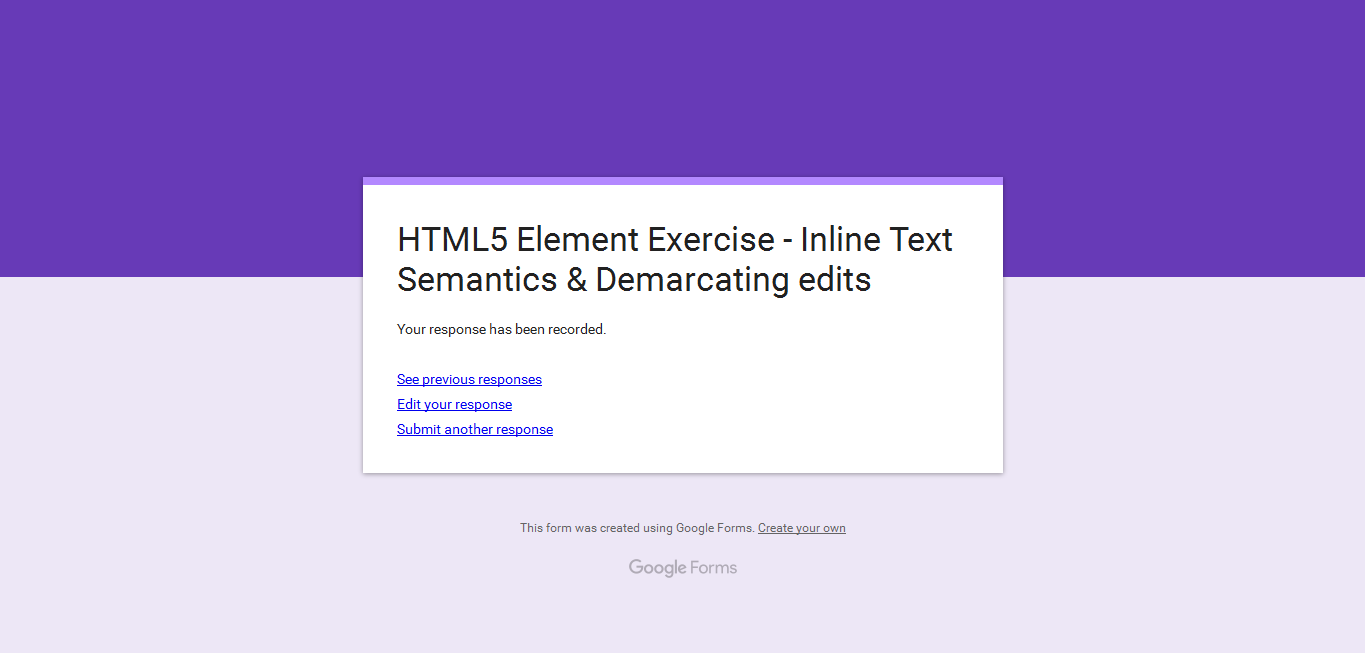 HTML5 Element Exercise - Inline Text
Semantics & Demarcating edits
Your response has been recorded.
See previous responses
Edit your response
Submit another response
This form was created using Google Forms. Create your own
Google Forms